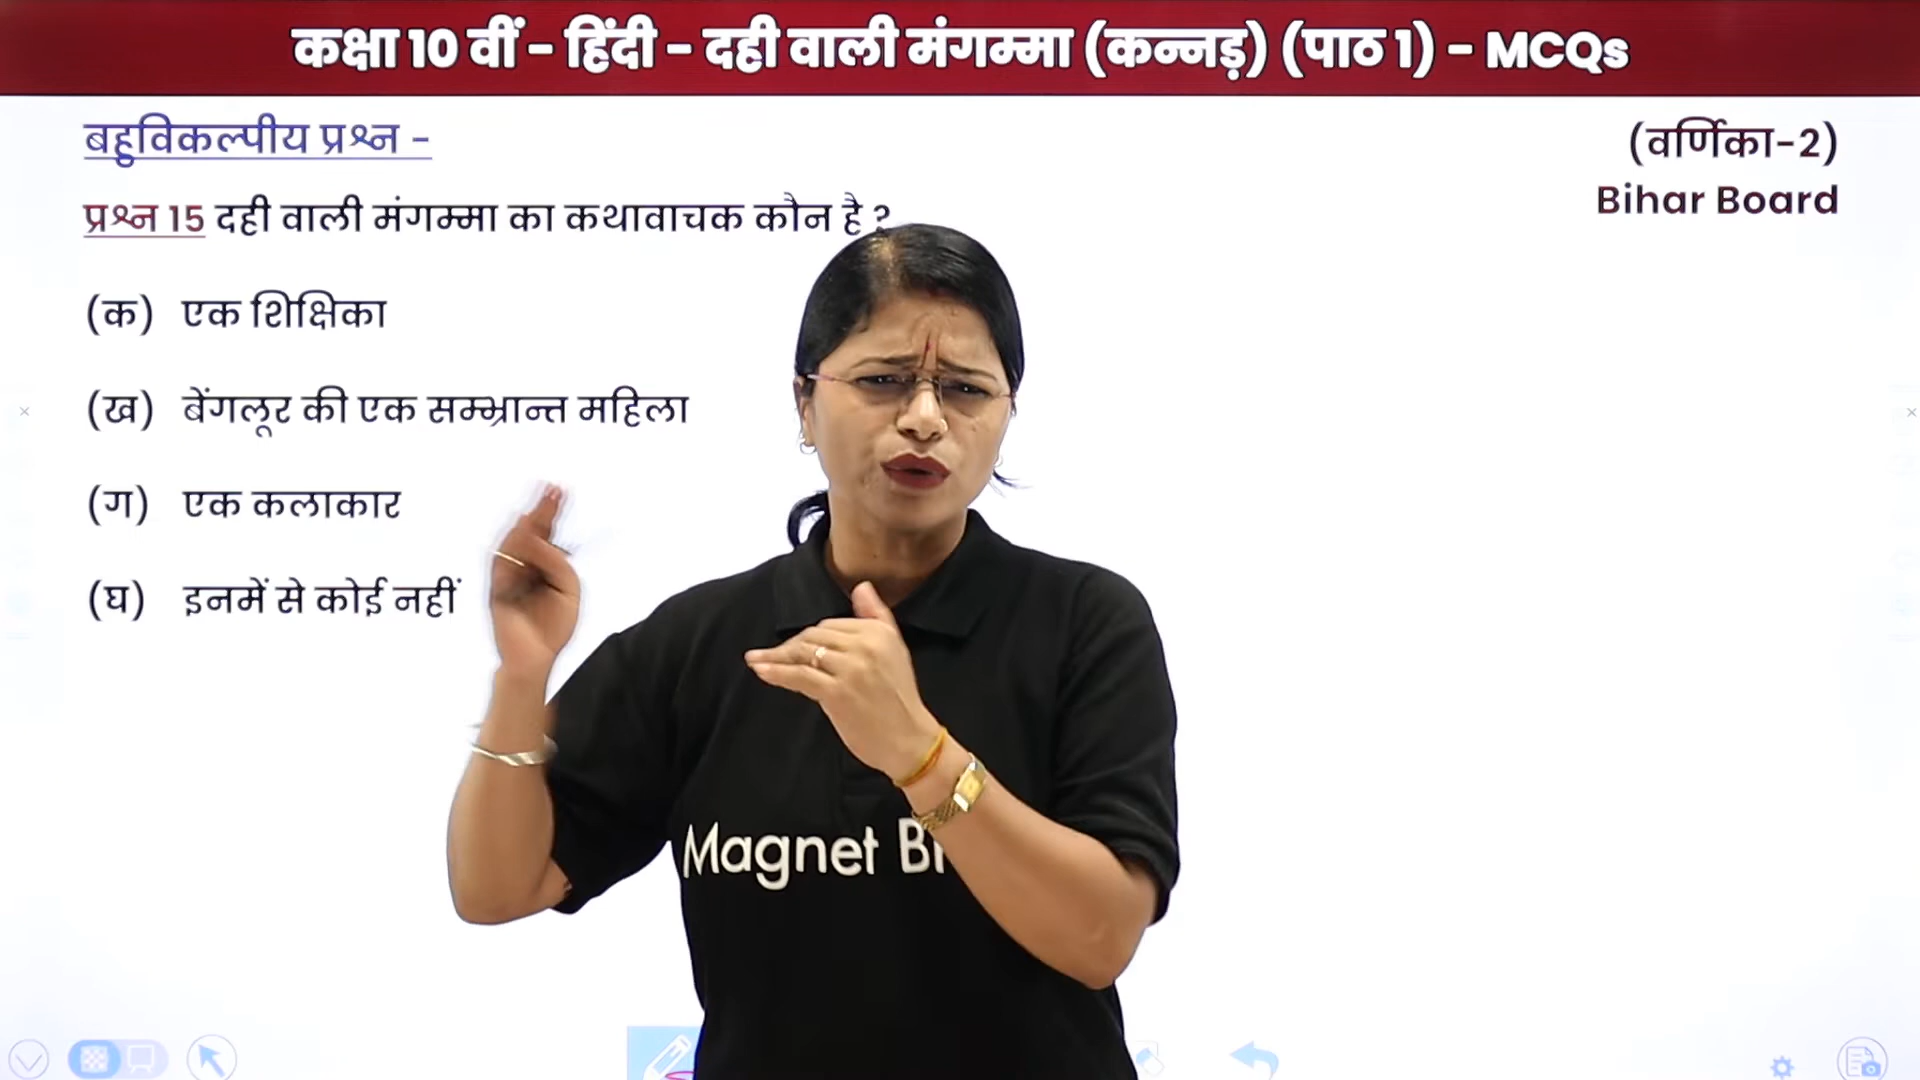 कक्षा 10 वीं - हिंदी - दही वाली मंगम्मा (कन्नड़) (पाठ 1) - MCQs
बहुविकल्पीय प्रश्न -
(वर्णिका-2)
Bihar Board
प्रश्न 15 दही वाली मंगम्मा का कथावाचक कौन है ?
(क) एक शिक्षिका
(ख) बेंगलूर की एक सम्भ्रान्त महिला
(ग) एक कलाकार
(घ) इनमें से कोई नहीं
Magnet